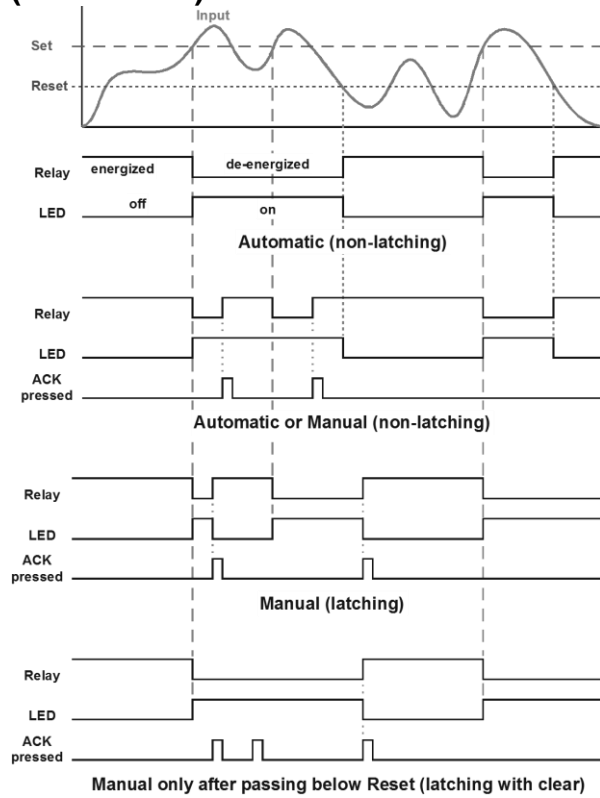 Input
Set
Reset
Relay energized de-energized
LED off on
Automatic (non-latching)
Relay
LED
ACK
pressed
Automatic or Manual (non-latching)
Relay
LED
ACK
pressed
Manual (latching)
Relay
LED
ACK
pressed
Manual only after passing below Reset (latching with clear)